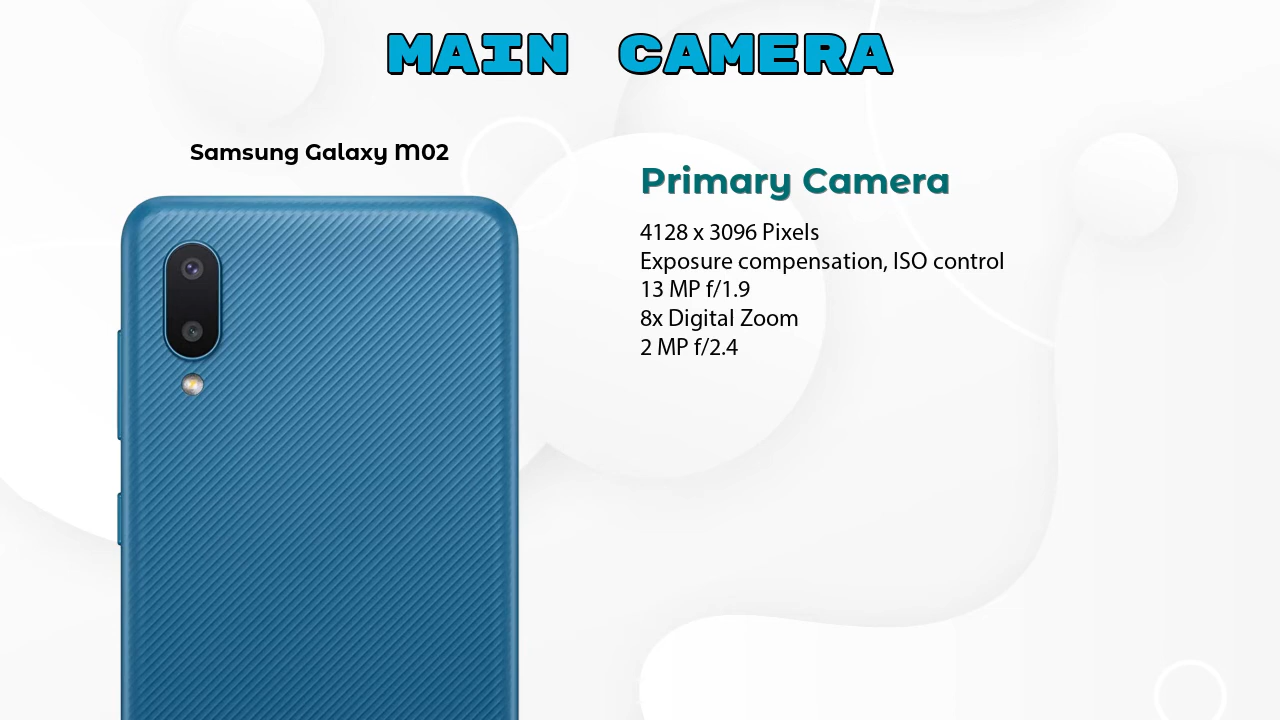 MAIN CAMERA
Samsung Galaxy M02
Primary Camera
4128 x 3096 Pixels
Exposure compensation, ISO control
13 MP f/1.9
8x Digital Zoom
2 MP f/2.4